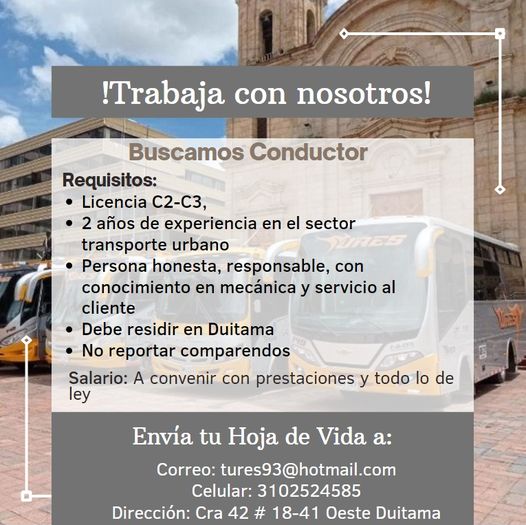 !Trabaja con nosotros!
Buscamos Conductor
Requisitos:
• Licencia C2-C3,
• 2 años de experiencia en el sector
transporte urbano
• Persona honesta, responsable, con
conocimiento en mecánica y servicio al
cliente
• Debe residir en Duitama
• No reportar comparendos
Salario: A convenir con prestaciones y todo lo de
ley
Envía tu Hoja de Vida a:
Correo: tures93@hotmail.com
Celular: 3102524585
Dirección: Cra 42 # 18-41 Oeste Duitama
TURES